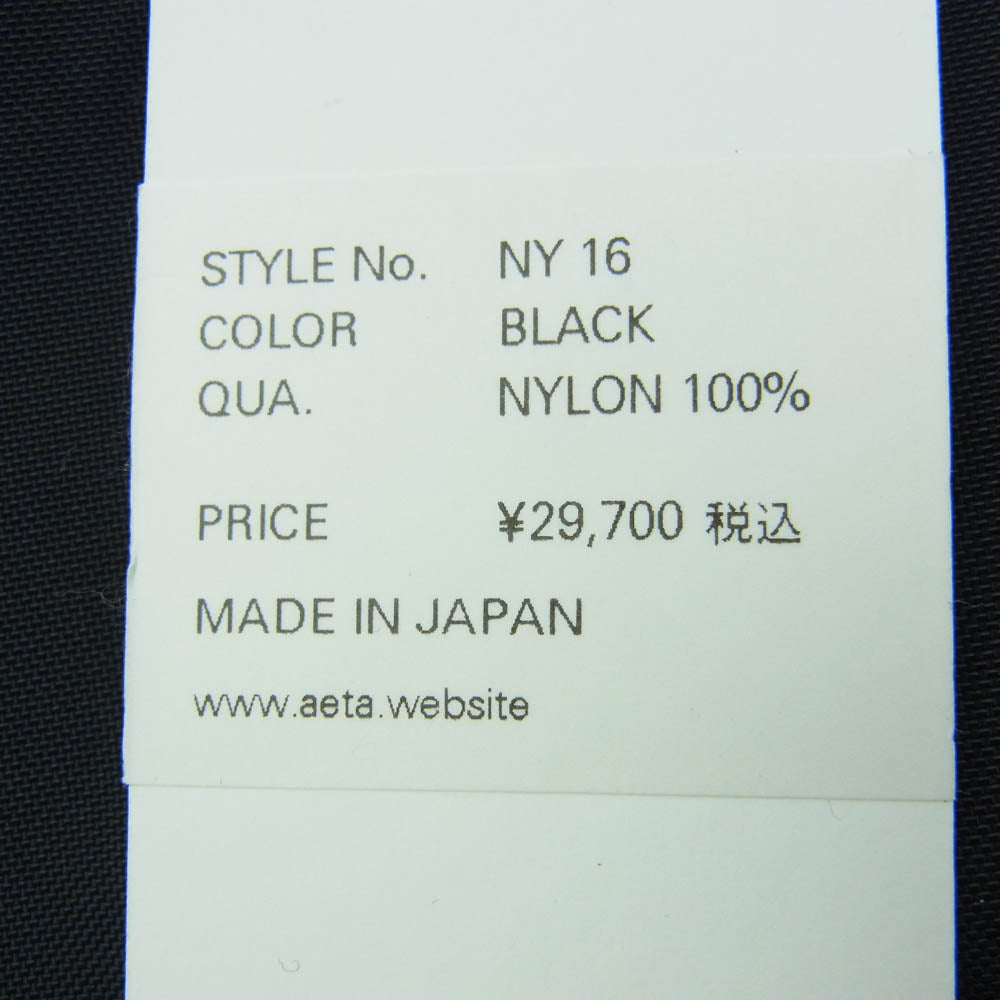 STYLE No. NY 16
COLOR BLACK
QUA. NYLON 100%
PRICE ¥29,700 税込
MADE IN JAPAN
www.aeta.website